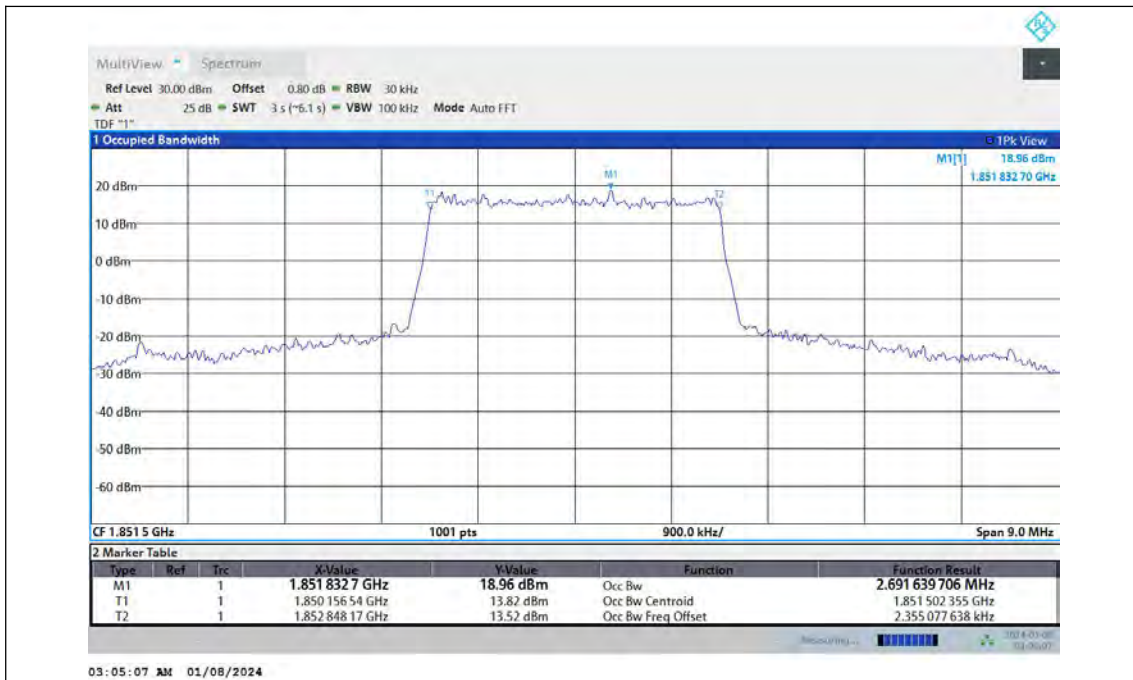 R&S
MultiView Spectrum
Ref Level 30.00 dBm Offset 0.80 dB RBW 30 kHz
Att 25 dB SWT 3 s (~6.1 s) VBW 100 kHz Mode Auto FFT
TDF "1"
1 Occupied Bandwidth 1Pk View
M1[1] 18.96 dBm
1.851 832 70 GHz
M1
20 dBm
T1 T2
10 dBm
0 dBm
-10 dBm
-20 dBm
-30 dBm
-40 dBm
-50 dBm
-60 dBm
CF 1.851 5 GHz 1001 pts 900.0 kHz/ Span 9.0 MHz
2 Marker Table
Type Ref Trc X-Value Y-Value Function Function Result
M1 1 1.851 832 7 GHz 18.96 dBm Occ Bw 2.691 639 706 MHz
T1 1 1.850 156 54 GHz 13.82 dBm Occ Bw Centroid 1.851 502 355 GHz
T2 1 1.852 848 17 GHz 13.52 dBm Occ Bw Freq Offset 2.355 077 638 kHz
Measuring...
03:05:07 AM 01/08/2024